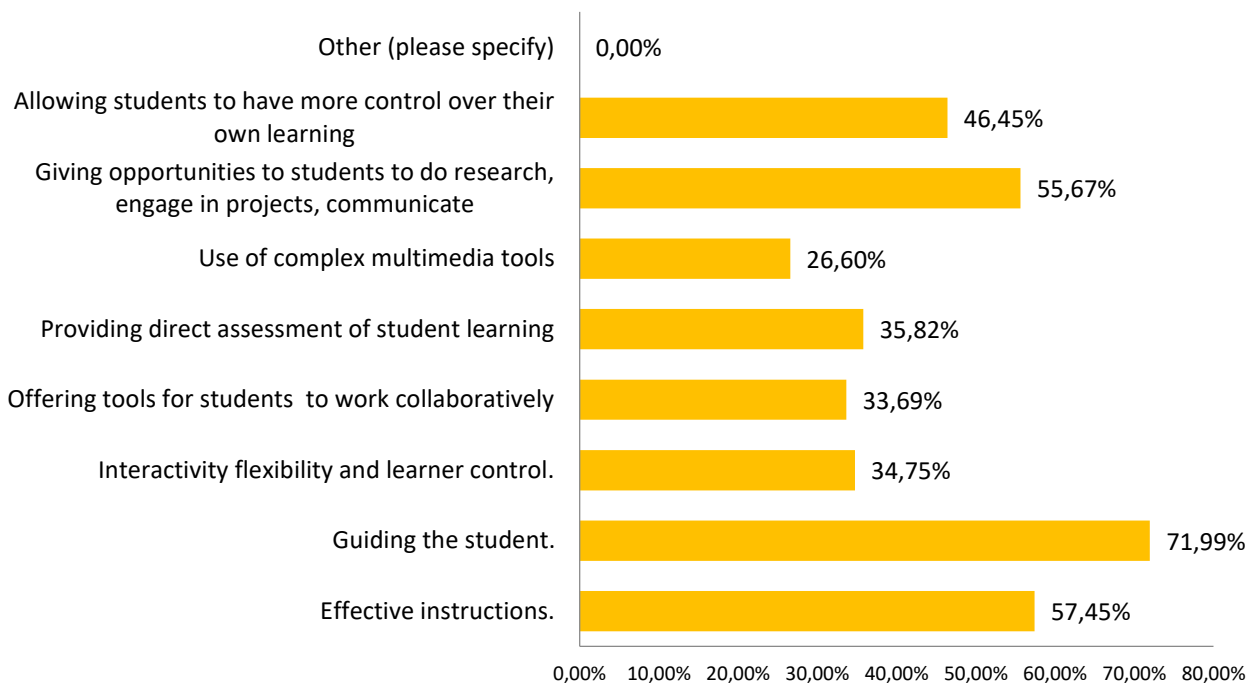 Other (please specify)
0,00%
Allowing students to have more control over their
own learning
46,45%
Giving opportunities to students to do research,
engage in projects, communicate
55,67%
Use of complex multimedia tools
26,60%
Providing direct assessment of student learning
35,82%
Offering tools for students  to work collaboratively
33,69%
Interactivity flexibility and learner control.
34,75%
Guiding the student.
71,99%
Effective instructions.
57,45%
0,00% 10,00% 20,00% 30,00% 40,00% 50,00% 60,00% 70,00% 80,00%